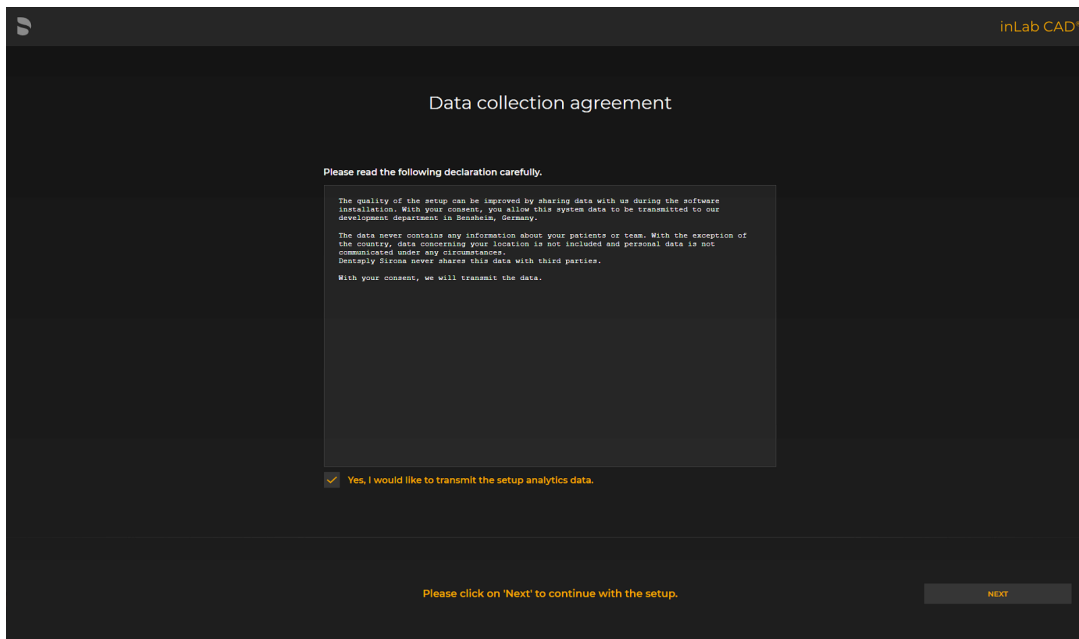 inLab CAD®
Data collection agreement
Please read the following declaration carefully.
The quality of the setup can be improved by sharing data with us during the software
installation. With your consent, you allow this system data to be transmitted to our
development department in Bensheim, Germany.
The data never contains any information about your patients or team. With the exception of
the country, data concerning your location is not included and personal data is not
communicated under any circumstances.
Dentsply Sirona never shares this data with third parties.
With your consent, we will transmit the data.
Yes, I would like to transmit the setup analytics data.
Please click on 'Next' to continue with the setup.
NEXT